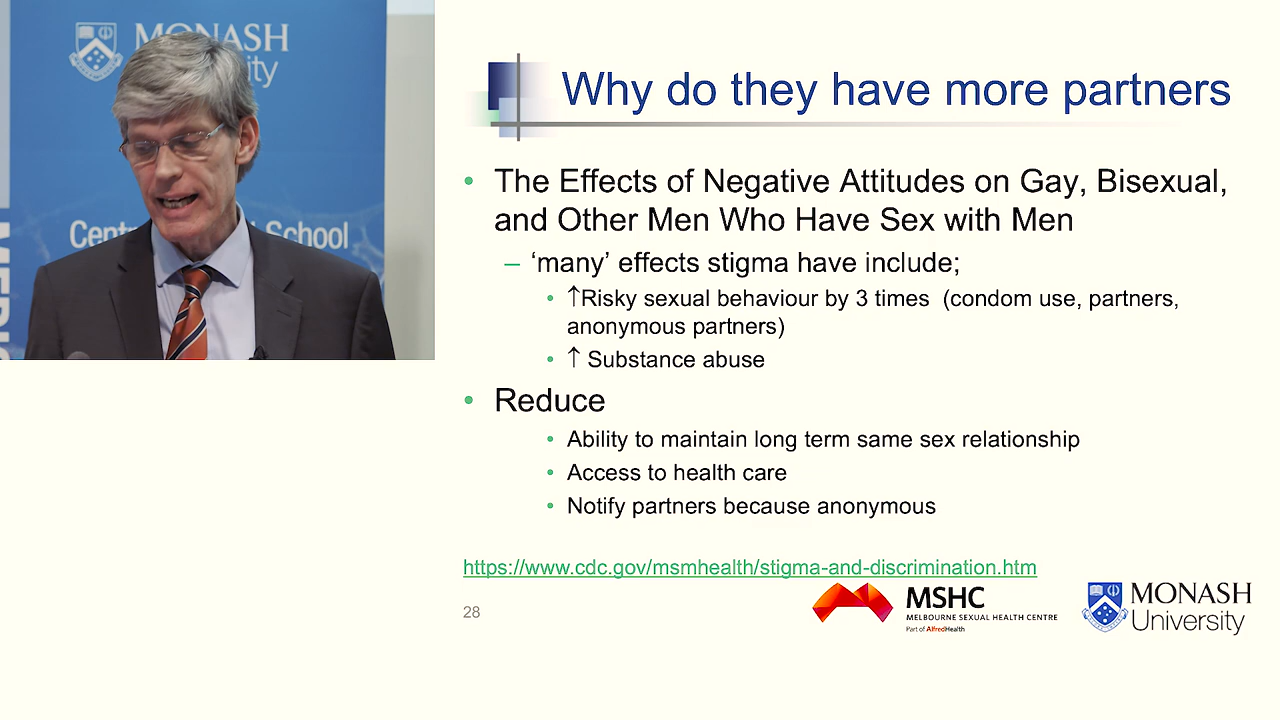 MONASH
Central School
Why do they have more partners
• The Effects of Negative Attitudes on Gay, Bisexual,
and Other Men Who Have Sex with Men
– ‘many’ effects stigma have include;
• ↑Risky sexual behaviour by 3 times (condom use, partners,
anonymous partners)
• ↑ Substance abuse
• Reduce
• Ability to maintain long term same sex relationship
• Access to health care
• Notify partners because anonymous
https://www.cdc.gov/msmhealth/stigma-and-discrimination.htm
28
MSHC
MELBOURNE SEXUAL HEALTH CENTRE
Part of AlfredHealth
MONASH
University